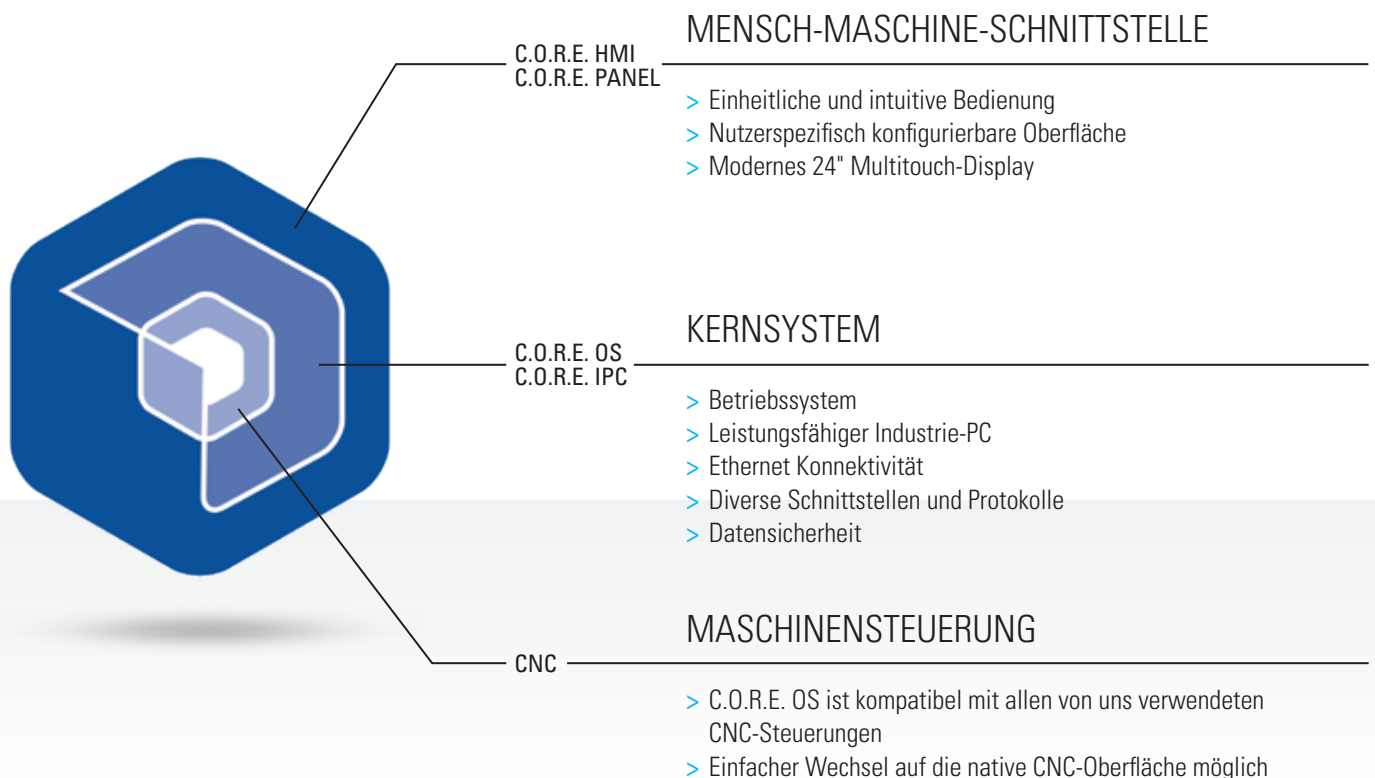 MENSCH-MASCHINE-SCHNITTSTELLE
C.O.R.E. HMI
C.O.R.E. PANEL
> Einheitliche und intuitive Bedienung
> Nutzerspezifisch konfigurierbare Oberfläche
> Modernes 24" Multitouch-Display
KERNSYSTEM
C.O.R.E. OS
C.O.R.E. IPC
> Betriebssystem
> Leistungsfähiger Industrie-PC
> Ethernet Konnektivität
> Diverse Schnittstellen und Protokolle
> Datensicherheit
MASCHINENSTEUERUNG
CNC
> C.O.R.E. OS ist kompatibel mit allen von uns verwendeten
CNC-Steuerungen
> Einfacher Wechsel auf die native CNC-Oberfläche möglich